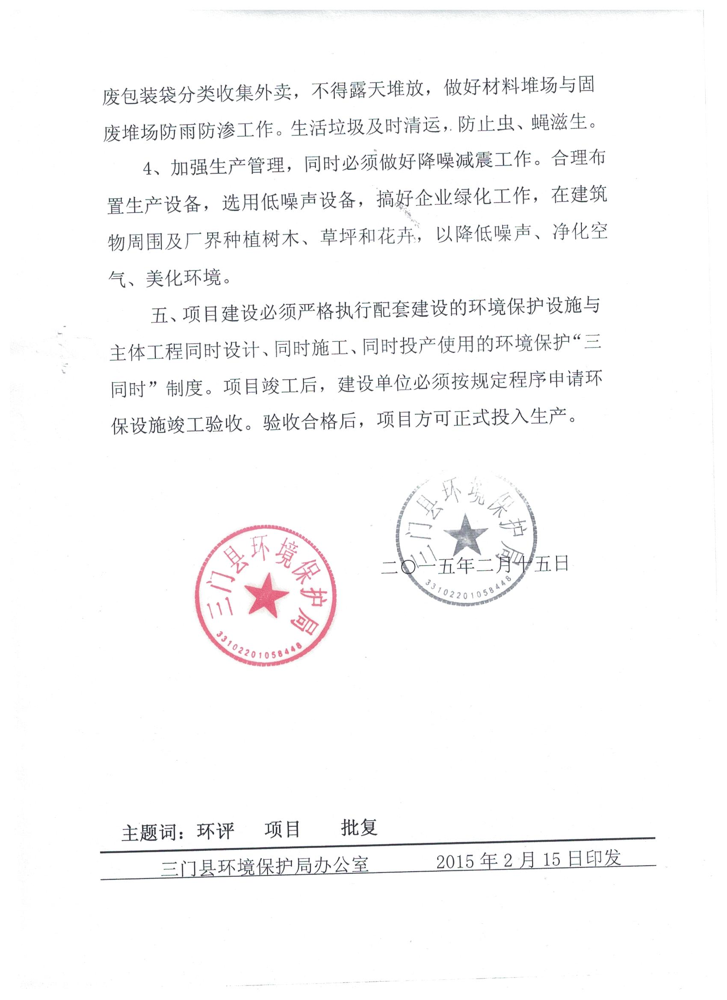 废包装袋分类收集外卖，不得露天堆放，做好材料堆场与固
废堆场防雨防渗工作。生活垃圾及时清运，防止虫、蝇滋生。
4、加强生产管理，同时必须做好降噪减震工作。合理布
置生产设备，选用低噪声设备，搞好企业绿化工作，在建筑
物周围及厂界种植树木、草坪和花卉，以降低噪声、净化空
气、美化环境。
五、项目建设必须严格执行配套建设的环境保护设施与
主体工程同时设计、同时施工、同时投产使用的环境保护“三
同时”制度。项目竣工后，建设单位必须按规定程序申请环
保设施竣工验收。验收合格后，项目方可正式投入生产。
三门县环境保护局
二〇一五年二月十五日
33102201058448
三门县环境保护局
33102201058448
主题词：环评 项目 批复
三门县环境保护局办公室 2015年2月15日印发